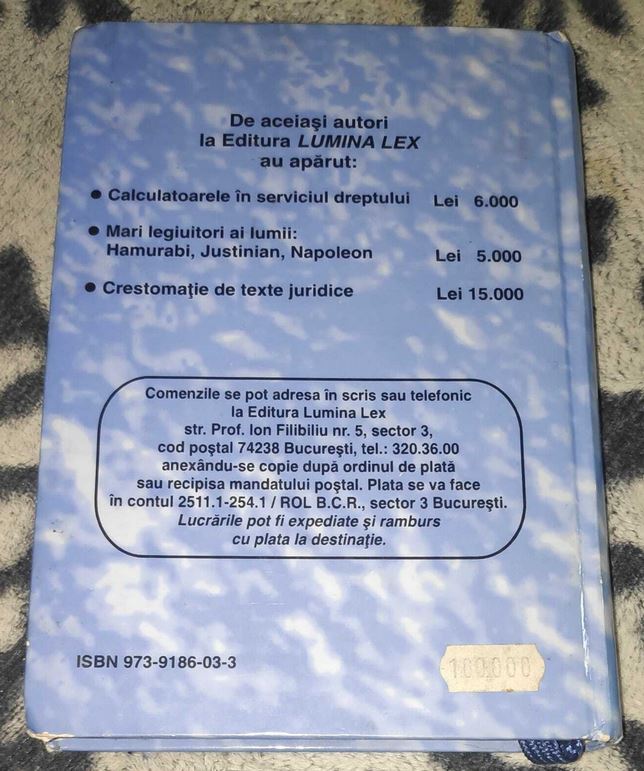 De aceiaşi autori
la Editura LUMINA LEX
au apărut:
• Calculatoarele în serviciul dreptului Lei 6.000
• Mari legiuitori ai lumii:
Hamurabi, Justinian, Napoleon Lei 5.000
• Crestomaţie de texte juridice Lei 15.000
Comenzile se pot adresa în scris sau telefonic
la Editura Lumina Lex
str. Prof. Ion Filibiliu nr. 5, sector 3,
cod poştal 74238 Bucureşti, tel.: 320.36.00
anexându-se copie după ordinul de plată
sau recipisa mandatului poştal. Plata se va face
în contul 2511.1-254.1 / ROL B.C.R., sector 3 Bucureşti.
Lucrările pot fi expediate şi ramburs
cu plata la destinaţie.
ISBN 973-9186-03-3
100.000